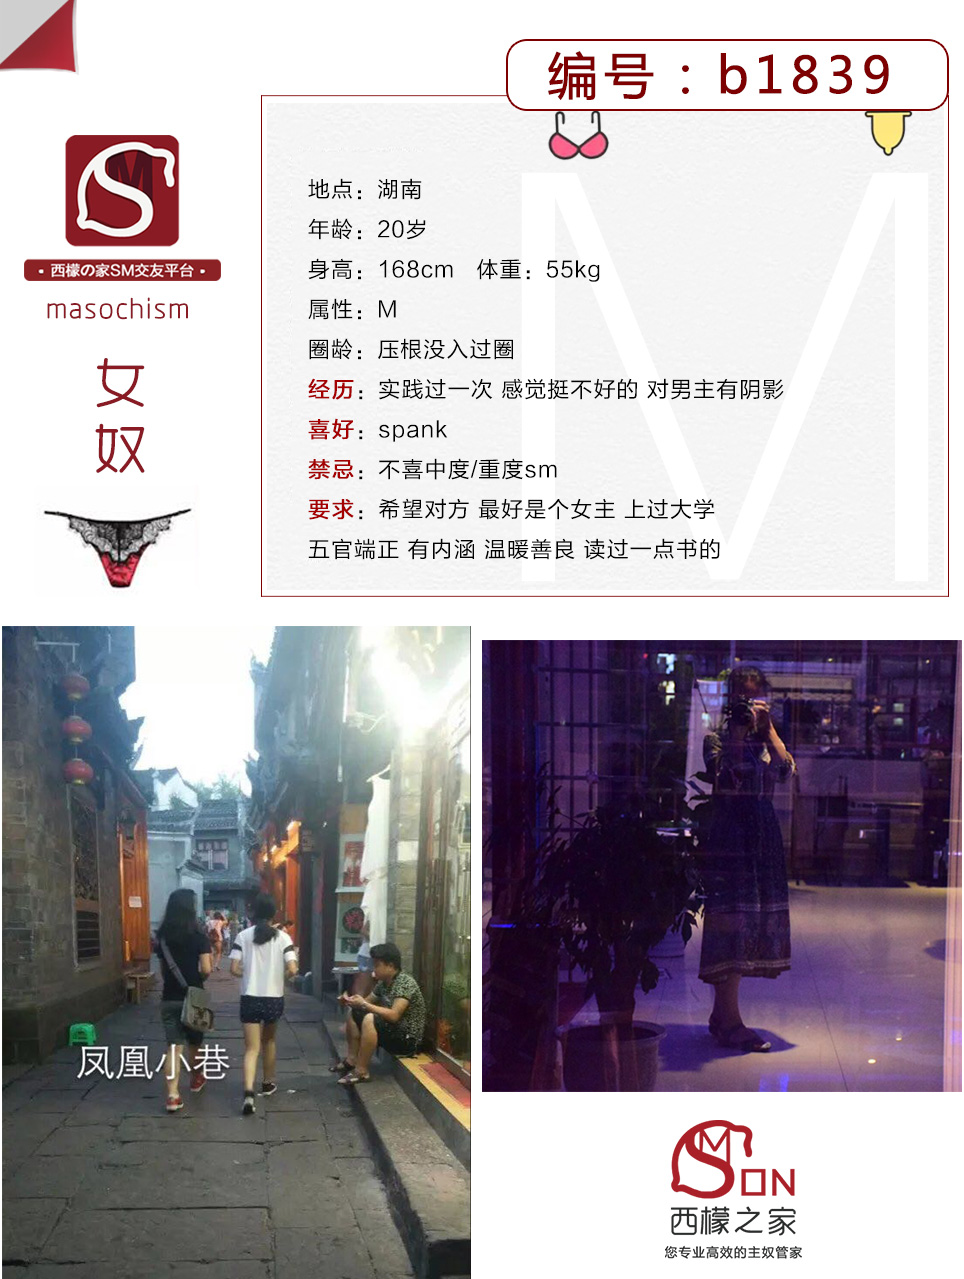 编号：b1839
西檬の家SM交友平台
masochism
女
奴
地点：湖南
年龄：20岁
身高：168cm 体重：55kg
属性：M
圈龄：压根没入过圈
经历：实践过一次 感觉挺不好的 对男主有阴影
喜好：spank
禁忌：不喜中度/重度sm
要求：希望对方 最好是个女主 上过大学
五官端正 有内涵 温暖善良 读过一点书的
M
凤凰小巷
SMON
西檬之家
您专业高效的主奴管家